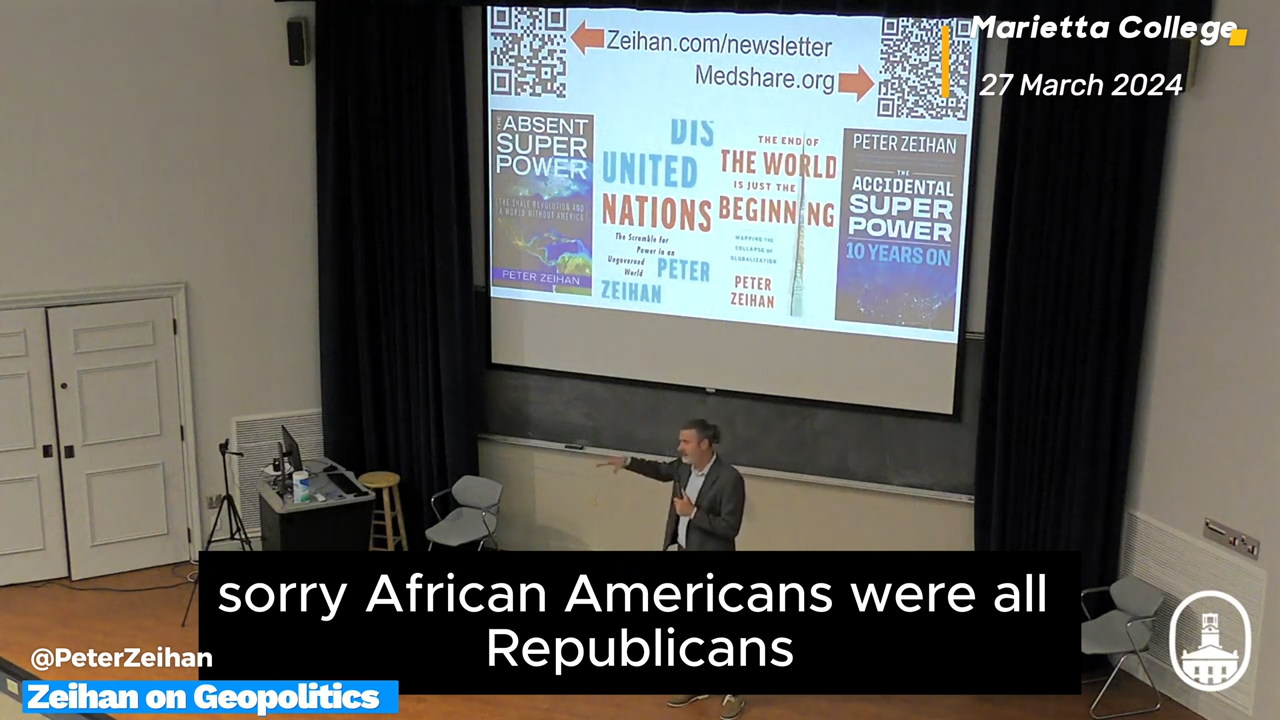 Marietta College
27 March 2024
Zeihan.com/newsletter
Medshare.org
THE
ABSENT
SUPER
POWER
THE SHALE REVOLUTION AND
A WORLD WITHOUT AMERICA
PETER ZEIHAN
DIS
UNITED
NATIONS
The Scramble for
Power in an
Ungoverned
World
PETER
ZEIHAN
THE END OF
THE WORLD
IS JUST THE
BEGINNING
MAPPING THE
COLLAPSE OF
GLOBALIZATION
PETER
ZEIHAN
PETER ZEIHAN
THE
ACCIDENTAL
SUPER
POWER
10 YEARS ON
sorry African Americans were all
Republicans
@PeterZeihan
Zeihan on Geopolitics